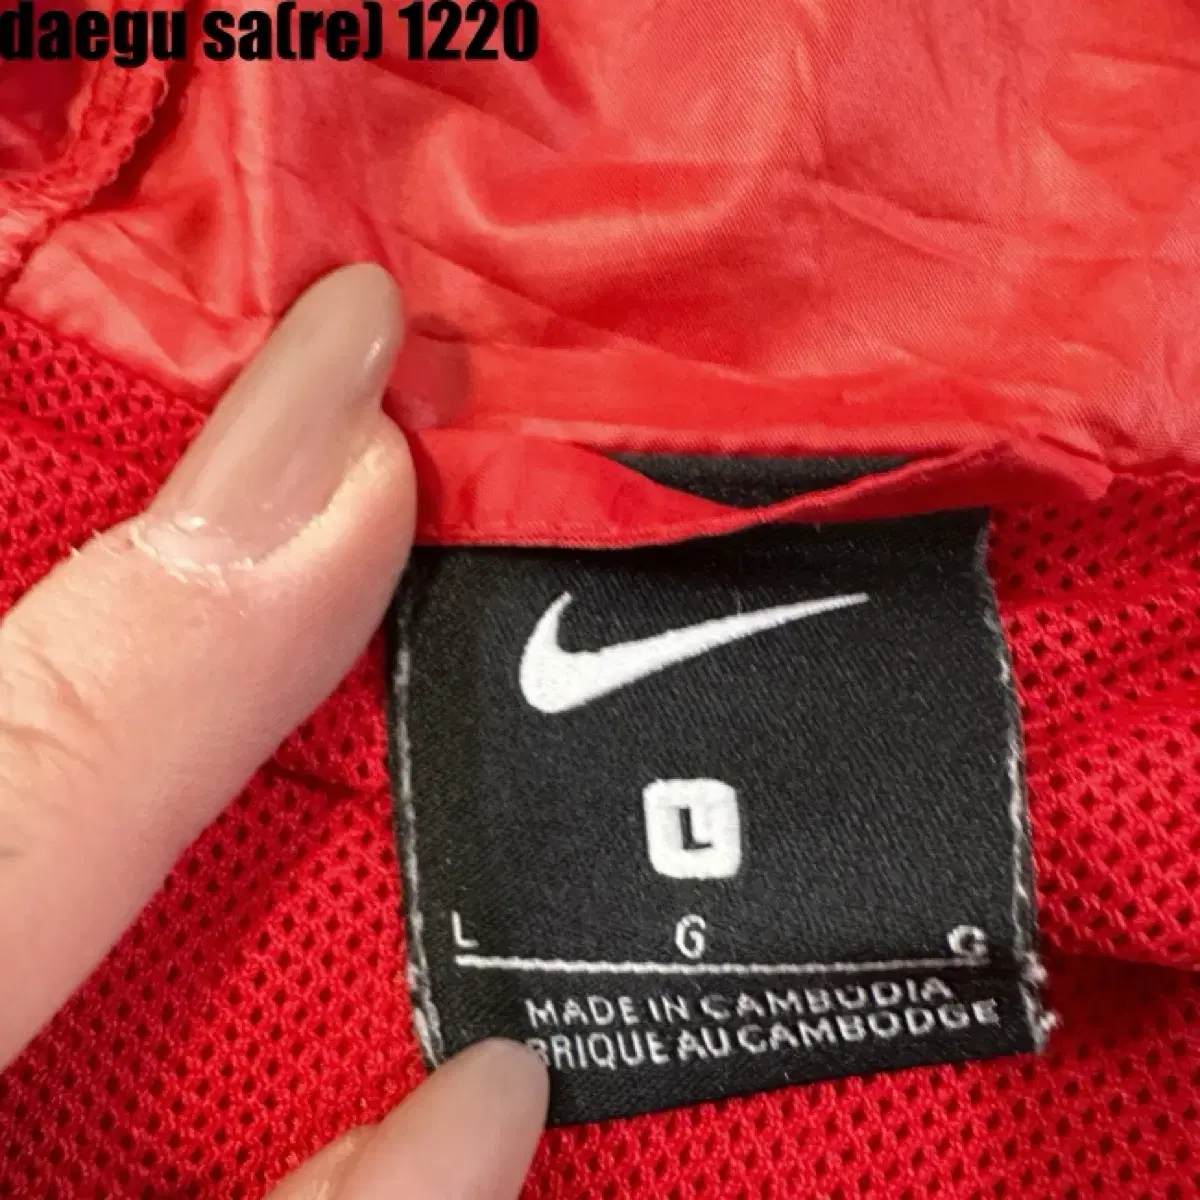 daegu sa(re) 1220
L
L G G
MADE IN CAMBODIA
BRIQUE AU CAMBODGE